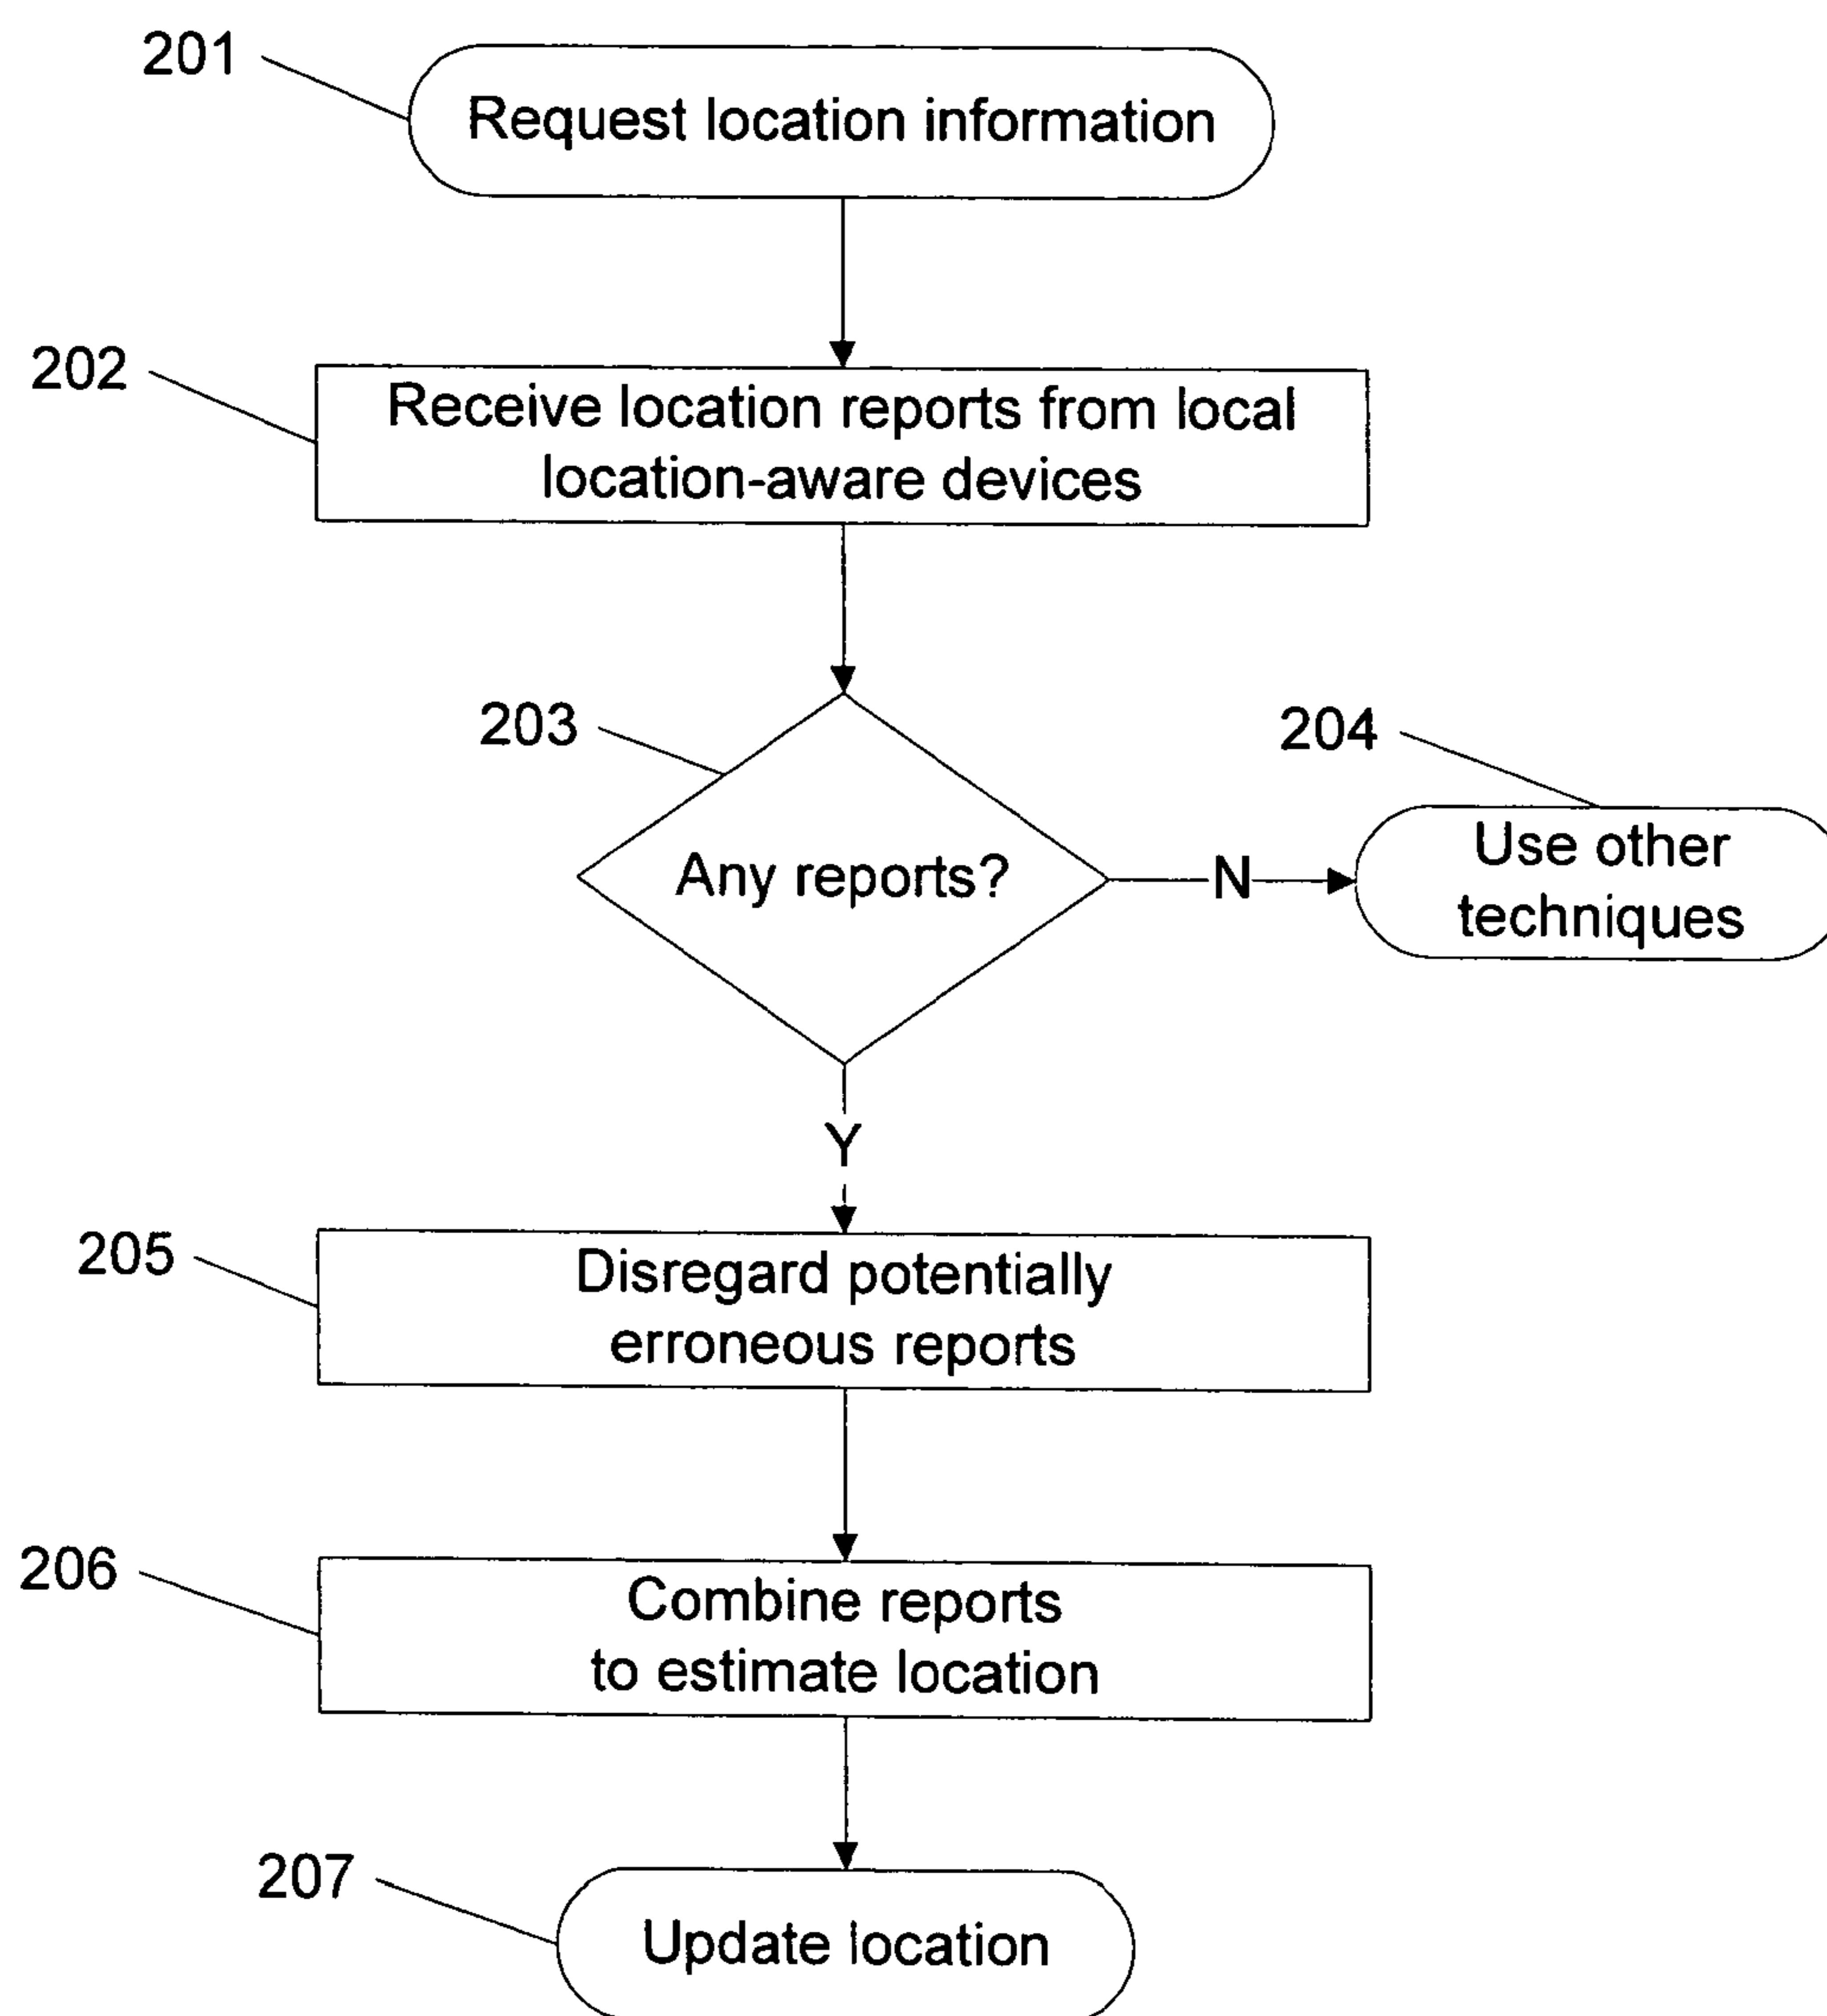 201
Request location information
202
Receive location reports from local
location-aware devices
203
204
Any reports?
N
Use other
techniques
Y
205
Disregard potentially
erroneous reports
206
Combine reports
to estimate location
207
Update location